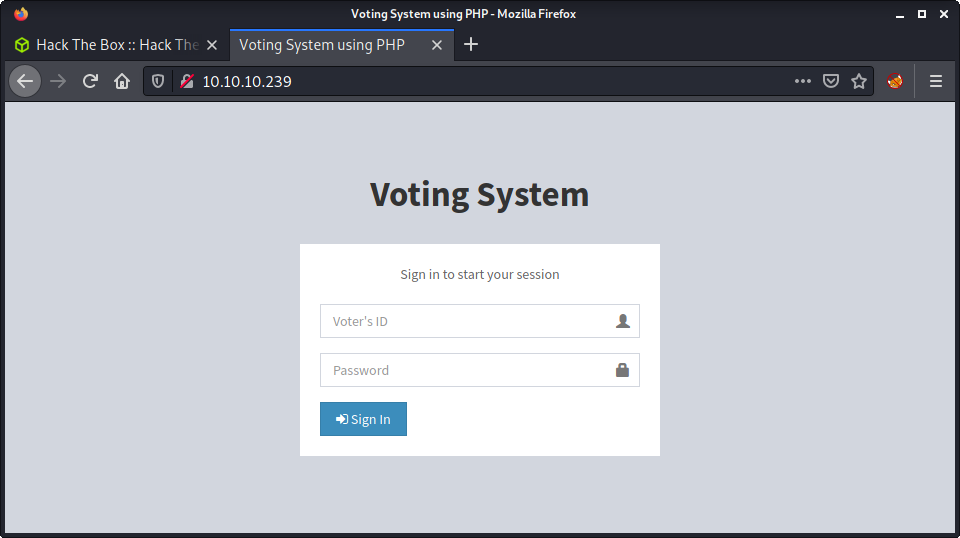 Voting System using PHP - Mozilla Firefox
Hack The Box :: Hack The
Voting System using PHP
10.10.10.239
Voting System
Sign in to start your session
Voter's ID
Password
Sign In